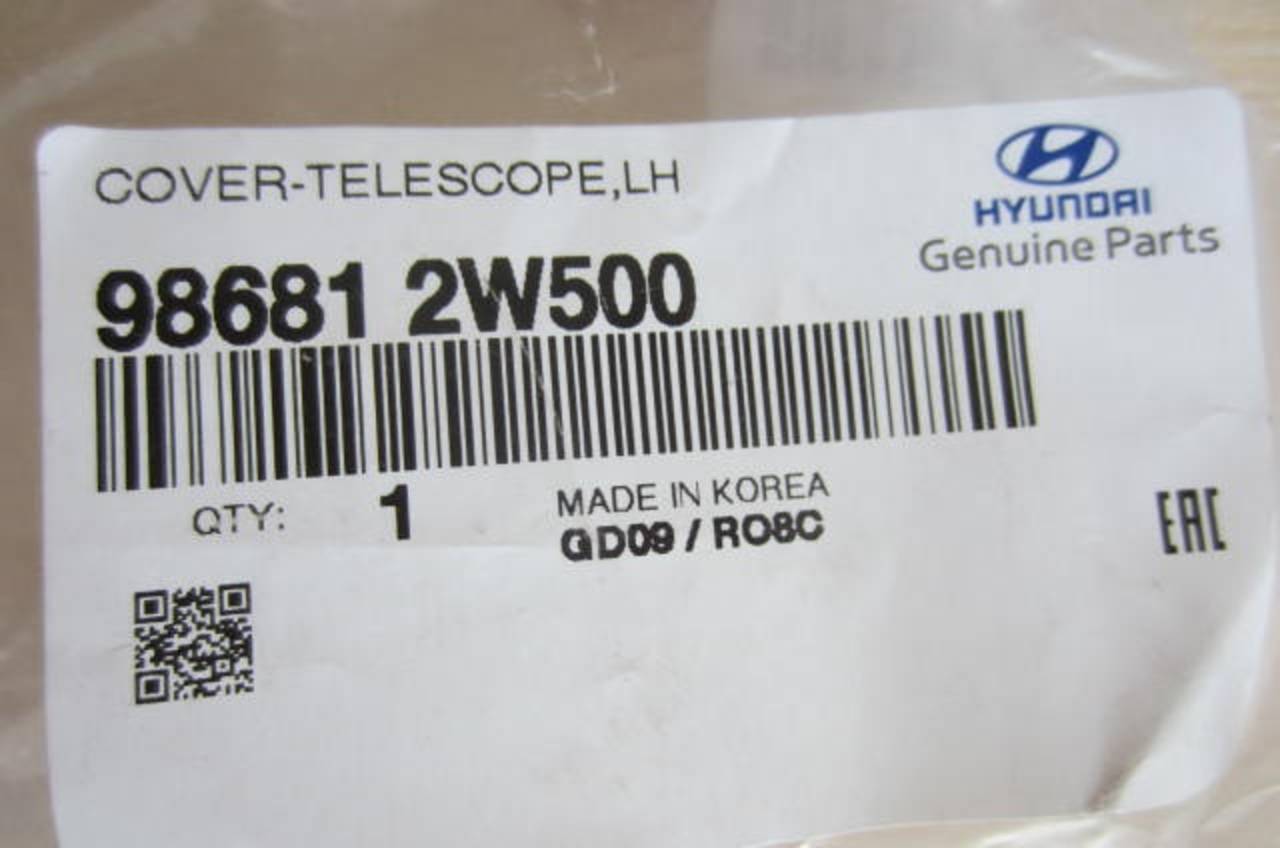 COVER-TELESCOPE,LH
HYUNDAI
Genuine Parts
98681 2W500
QTY: 1
MADE IN KOREA
GD09 / RO8C
EAC